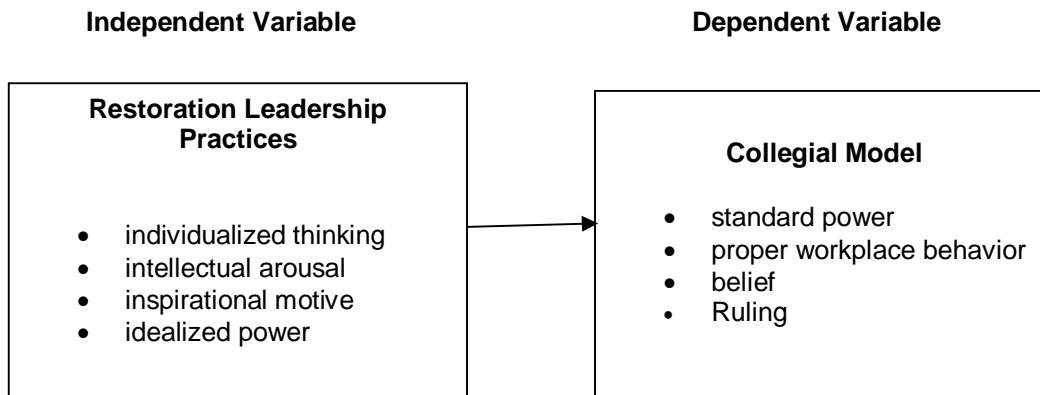 Independent Variable
Dependent Variable
Restoration Leadership
Practices
• individualized thinking
• intellectual arousal
• inspirational motive
• idealized power
Collegial Model
• standard power
• proper workplace behavior
• belief
• Ruling